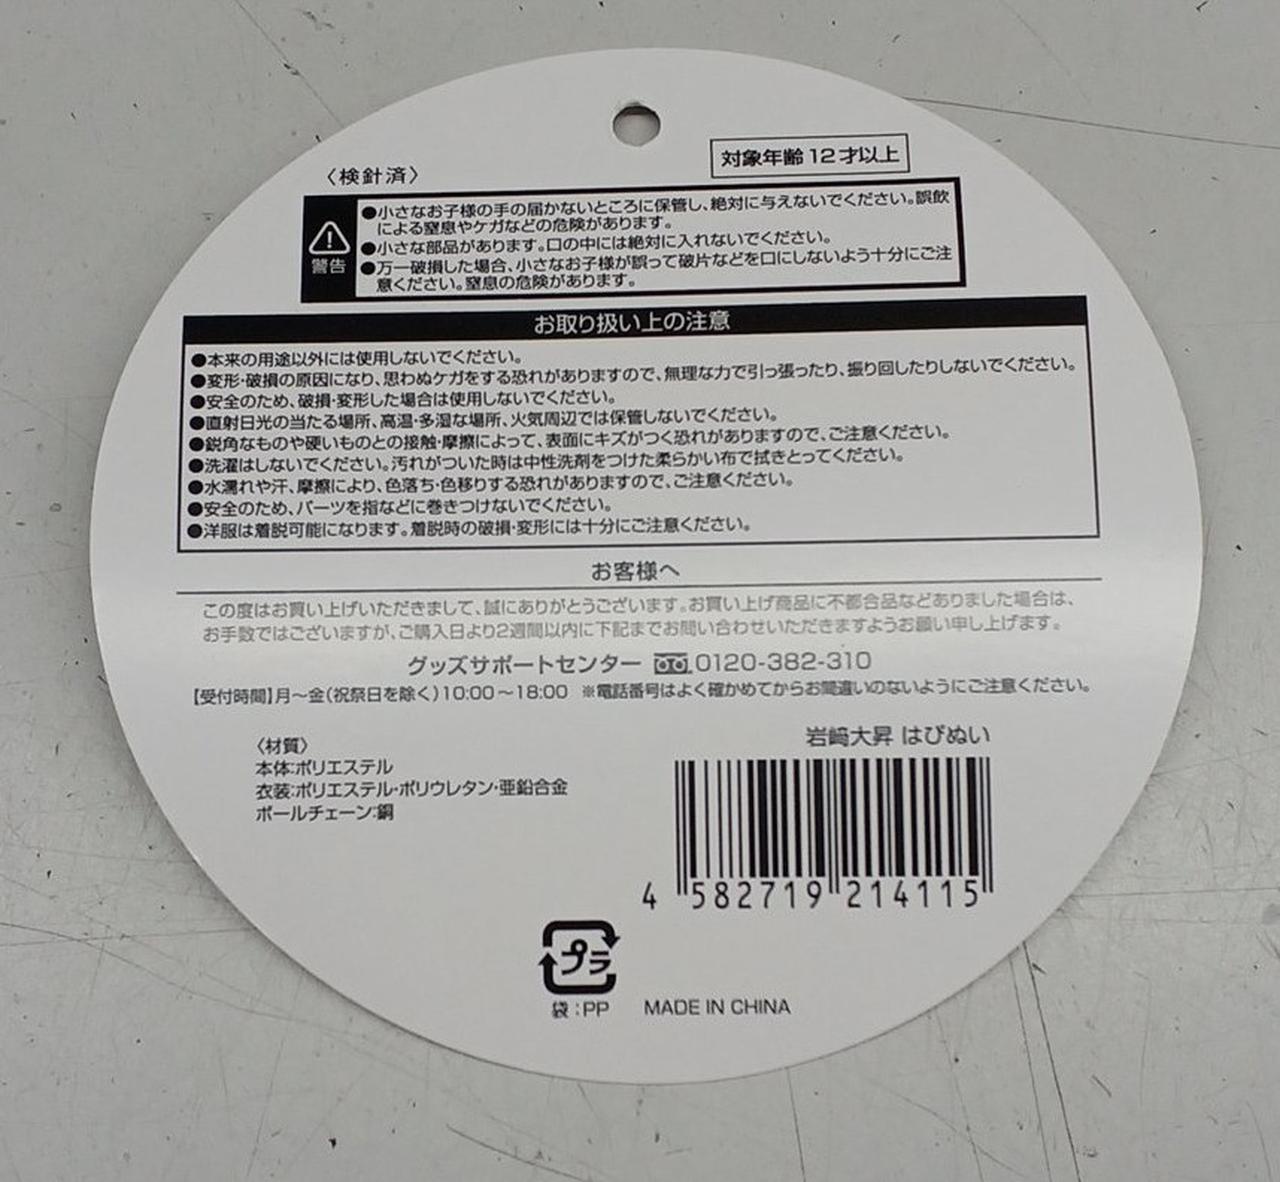 〈検針済〉
対象年齢12才以上
警告
●小さなお子様の手の届かないところに保管し、絶対に与えないでください。誤飲
による窒息やケガなどの危険があります。
●小さな部品があります。口の中には絶対に入れないでください。
●万一破損した場合、小さなお子様が誤って破片などを口にしないよう十分にご注
意ください。窒息の危険があります。
お取り扱い上の注意
●本来の用途以外には使用しないでください。
●変形・破損の原因になり、思わぬケガをする恐れがありますので、無理な力で引っ張ったり、振り回したりしないでください。
●安全のため、破損・変形した場合は使用しないでください。
●直射日光の当たる場所、高温・多湿な場所、火気周辺では保管しないでください。
●鋭角なものや硬いものとの接触・摩擦によって、表面にキズがつく恐れがありますので、ご注意ください。
●洗濯はしないでください。汚れがついた時は中性洗剤をつけた柔らかい布で拭きとってください。
●水濡れや汗、摩擦により、色落ち・色移りする恐れがありますので、ご注意ください。
●安全のため、パーツを指などに巻きつけないでください。
●洋服は着脱可能になります。着脱時の破損・変形には十分にご注意ください。
お客様へ
この度はお買い上げいただきまして、誠にありがとうございます。お買い上げ商品に不都合品などありました場合は、
お手数ではございますが、ご購入日より2週間以内に下記までお問い合わせいただきますようお願い申し上げます。
グッズサポートセンター 0120-382-310
【受付時間】月～金(祝祭日を除く)10:00～18:00 ※電話番号はよく確かめてからお間違いのないようにご注意ください。
〈材質〉
本体:ポリエステル
衣装:ポリエステル・ポリウレタン・亜鉛合金
ボールチェーン:銅
岩﨑大昇 はぴぬい
4 582719 214115
プラ
袋:PP MADE IN CHINA